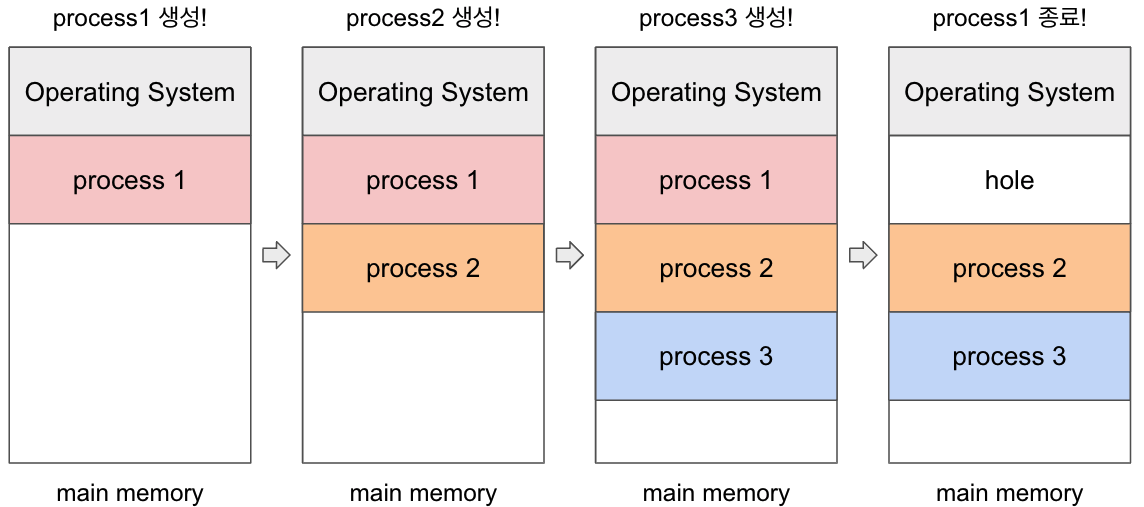 process1 생성!
process2 생성!
process3 생성!
process1 종료!
Operating System
Operating System
Operating System
Operating System
process 1
process 1
process 1
hole
process 2
process 2
process 2
process 3
process 3
main memory
main memory
main memory
main memory